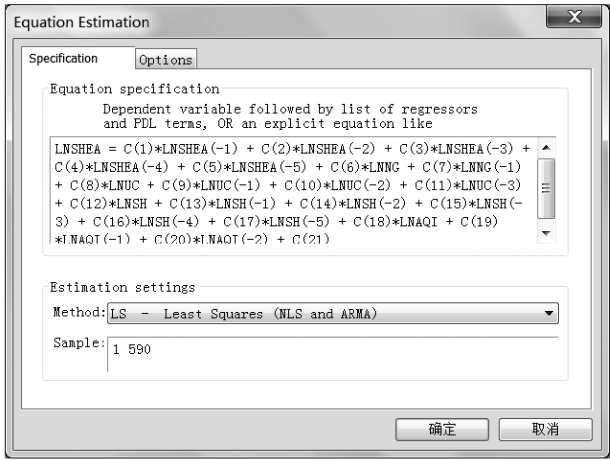 Equation Estimation
X
Specification
Options
Equation specification
Dependent variable followed by list of regressors
and PDL terms, OR an explicit equation like
LNSHEA = C(1)*LNSHEA(-1) + C(2)*LNSHEA(-2) + C(3)*LNSHEA(-3) +
C(4)*LNSHEA(-4) + C(5)*LNSHEA(-5) + C(6)*LNNG + C(7)*LNNG(-1)
+ C(8)*LNUC + C(9)*LNUC(-1) + C(10)*LNUC(-2) + C(11)*LNUC(-3)
+ C(12)*LNSH + C(13)*LNSH(-1) + C(14)*LNSH(-2) + C(15)*LNSH(-
3) + C(16)*LNSH(-4) + C(17)*LNSH(-5) + C(18)*LNAQI + C(19)
*LNAQI(-1) + C(20)*LNAQI(-2) + C(21)
Estimation settings
Method: LS - Least Squares (NLS and ARMA)
Sample: 1 590
确定
取消